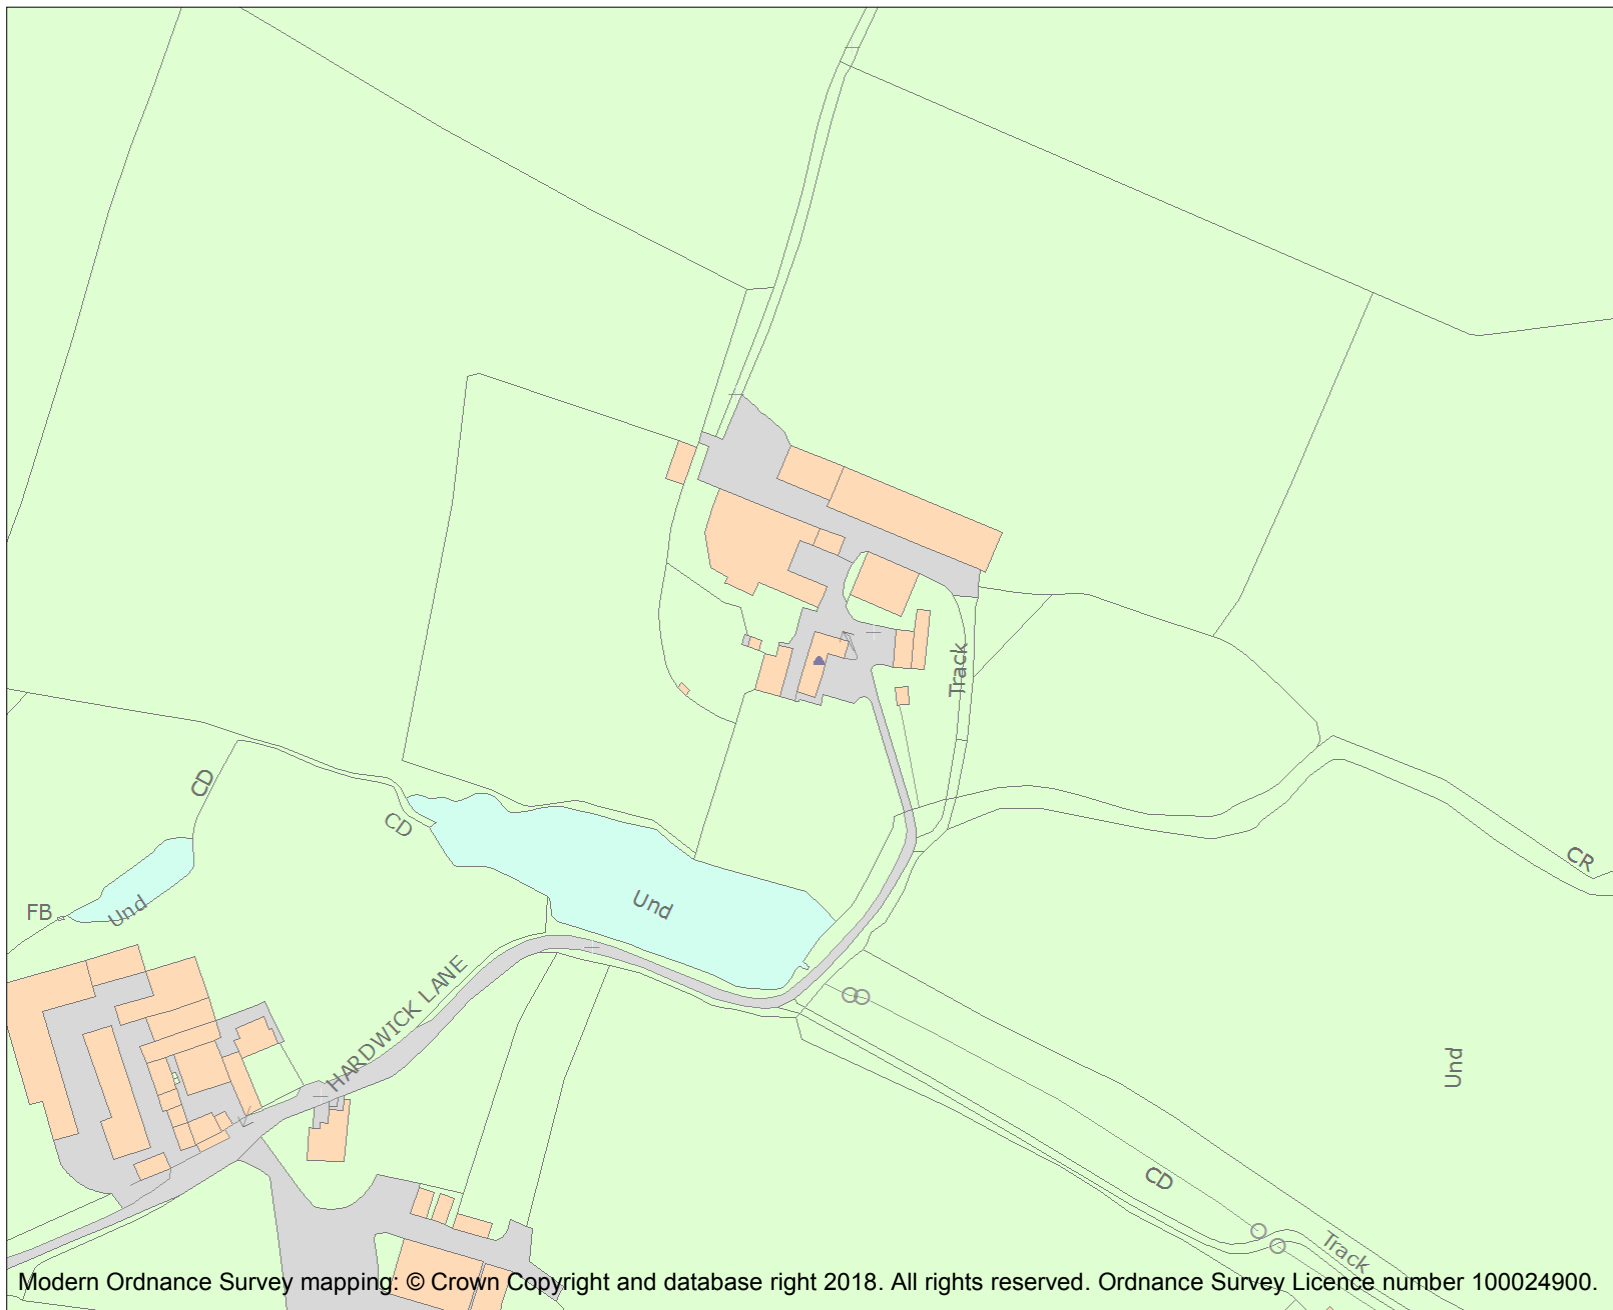 Track
CD
CD
CR
Und
Und
FB
HARDWICK LANE
Und
CD
Track
Modern Ordnance Survey mapping: © Crown Copyright and database right 2018. All rights reserved. Ordnance Survey Licence number 100024900.